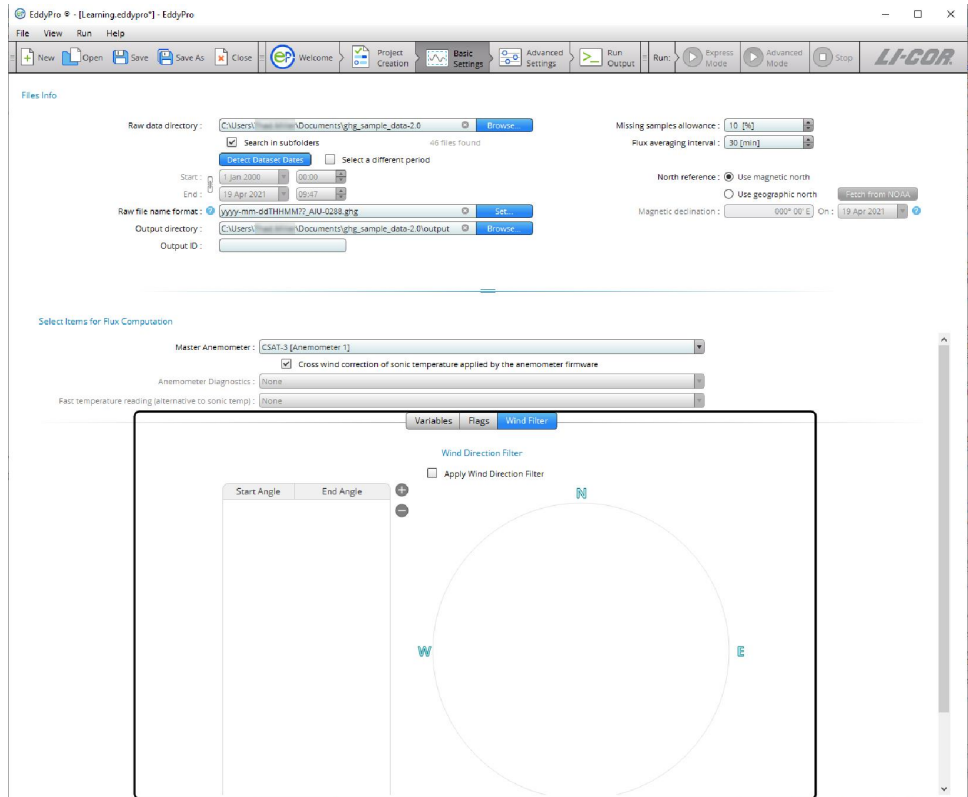 EddyPro ® - [Learning.eddypro*] - EddyPro
File View Run Help
New Open Save Save As Close Welcome Project Creation Basic Settings Advanced Settings Run Output Run: Express Mode Advanced Mode Stop LI-COR.
Files Info
Raw data directory : C:\Users\ \Documents\ghg_sample_data-2.0 Browse... Missing samples allowance : 10 [%]
Search in subfolders 46 files found Flux averaging interval : 30 [min]
Detect Dataset Dates Select a different period
Start : 1 Jan 2000 00:00 North reference : Use magnetic north
End : 19 Apr 2021 09:47 Use geographic north Fetch from NOAA
Raw file name format : ? yyyy-mm-ddTHHMM??_AIU-0288.ghg Set... Magnetic declination : 000° 00' E On : 19 Apr 2021 ?
Output directory : C:\Users\ \Documents\ghg_sample_data-2.0\output Browse...
Output ID :
Select Items for Flux Computation
Master Anemometer : CSAT-3 [Anemometer 1]
Cross wind correction of sonic temperature applied by the anemometer firmware
Anemometer Diagnostics : None
Fast temperature reading (alternative to sonic temp) : None
Variables Flags Wind Filter
Wind Direction Filter
Apply Wind Direction Filter
Start Angle End Angle
N
W E